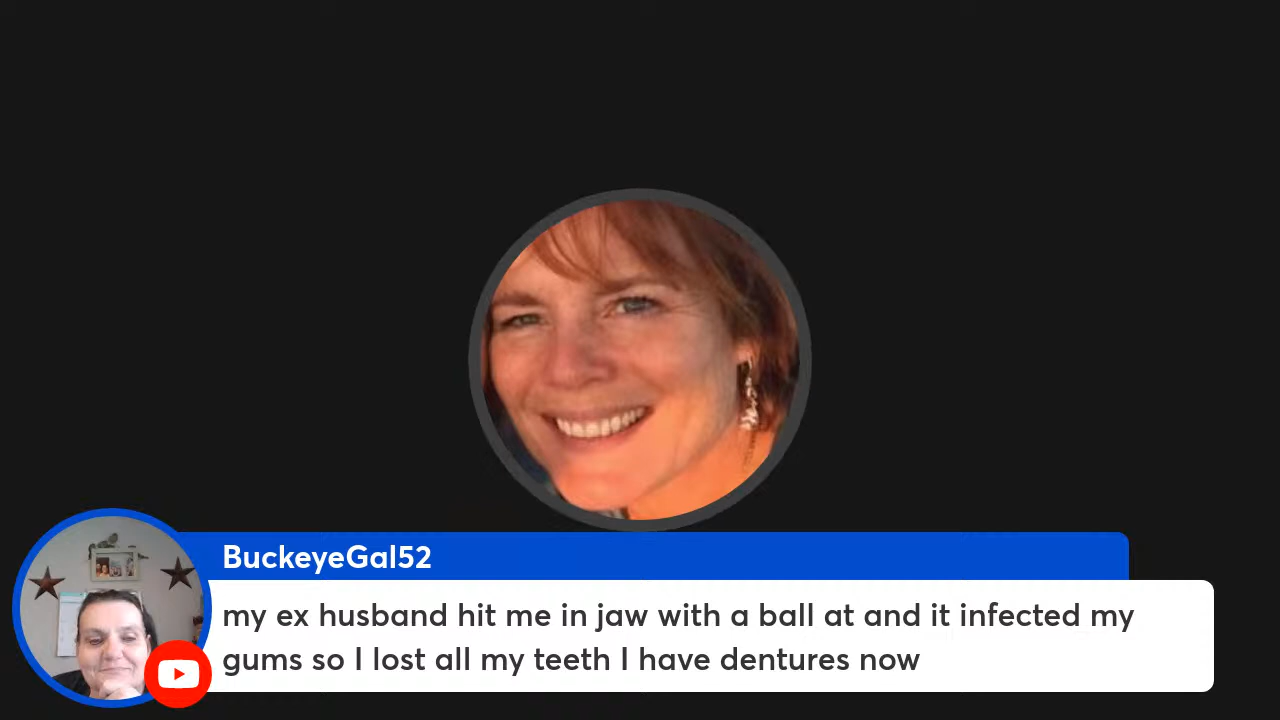 BuckeyeGal52
my ex husband hit me in jaw with a ball at and it infected my
gums so I lost all my teeth I have dentures now